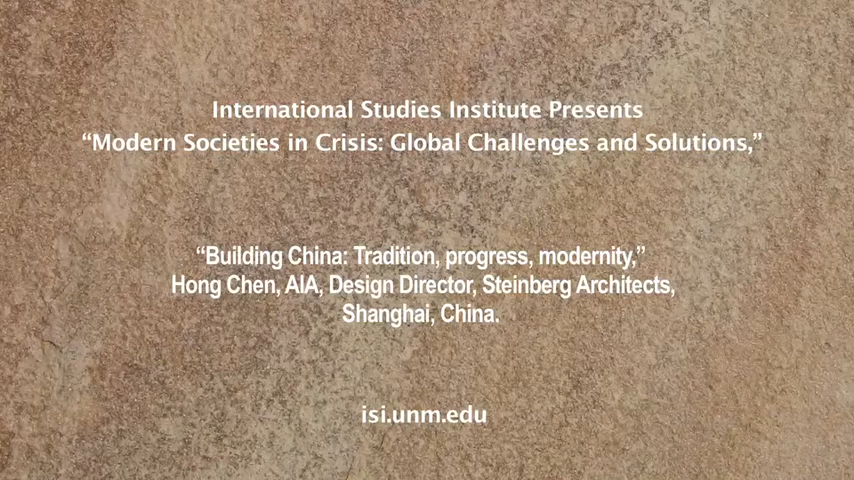 International Studies Institute Presents
“Modern Societies in Crisis: Global Challenges and Solutions,”
“Building China: Tradition, progress, modernity,”
Hong Chen, AIA, Design Director, Steinberg Architects,
Shanghai, China.
isi.unm.edu